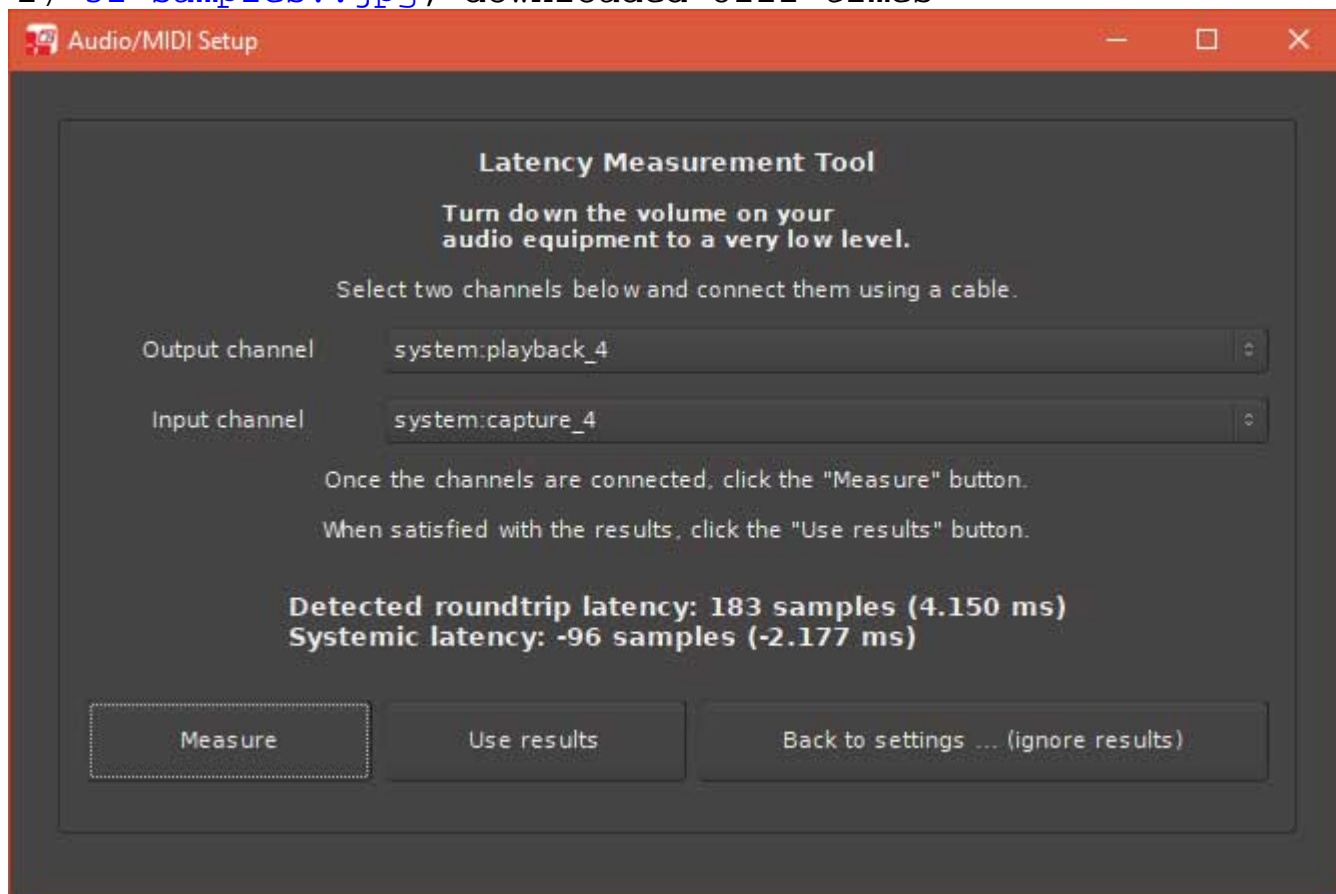 Audio/MIDI Setup
Latency Measurement Tool
Turn down the volume on your
audio equipment to a very low level.
Select two channels below and connect them using a cable.
Output channel system:playback_4
Input channel system:capture_4
Once the channels are connected, click the "Measure" button.
When satisfied with the results, click the "Use results" button.
Detected roundtrip latency: 183 samples (4.150 ms)
Systemic latency: -96 samples (-2.177 ms)
Measure Use results Back to settings ... (ignore results)